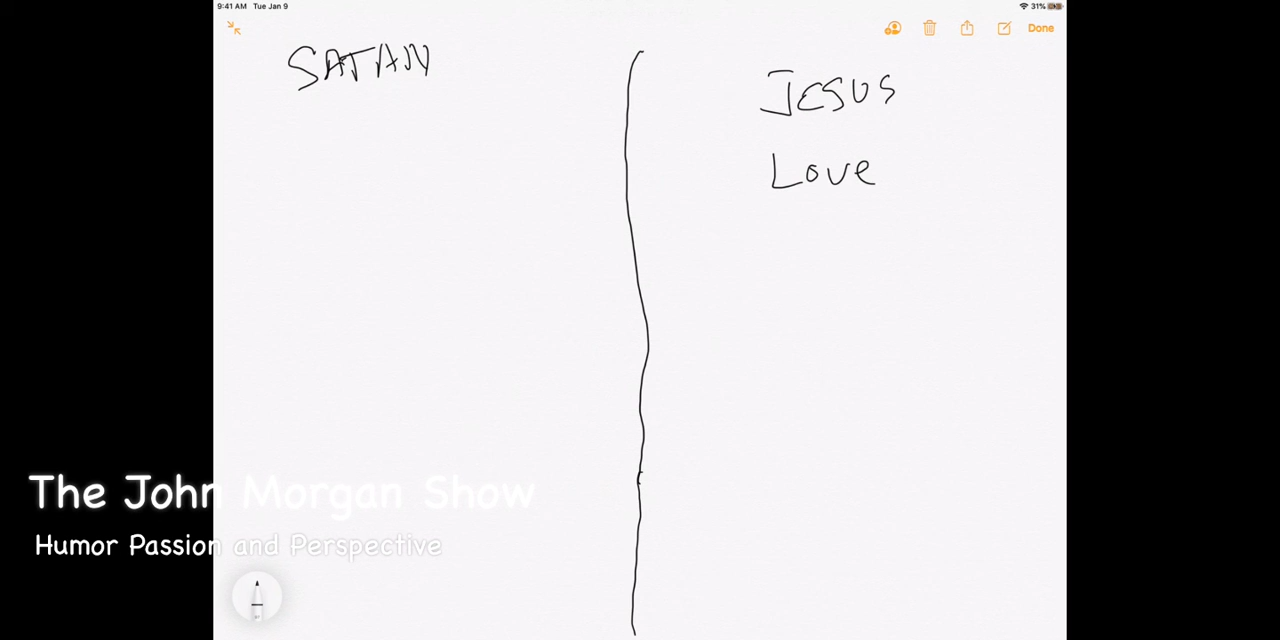 9:41 AM Tue Jan 9
31%
Done
SATAN
JESUS
Love
The John Morgan Show
Humor Passion and Perspective